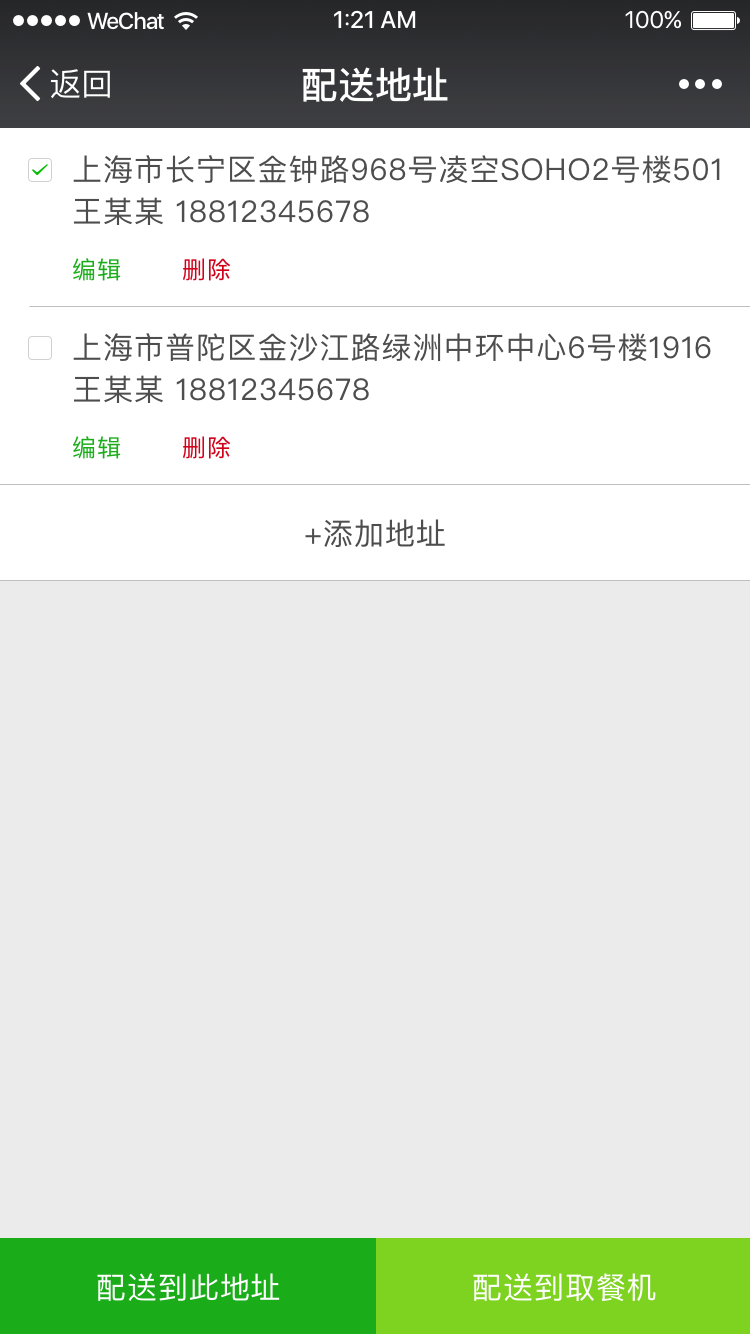 WeChat 1:21 AM 100%
返回 配送地址
上海市长宁区金钟路968号凌空SOHO2号楼501
王某某 18812345678
编辑 删除
上海市普陀区金沙江路绿洲中环中心6号楼1916
王某某 18812345678
编辑 删除
+添加地址
配送到此地址 配送到取餐机